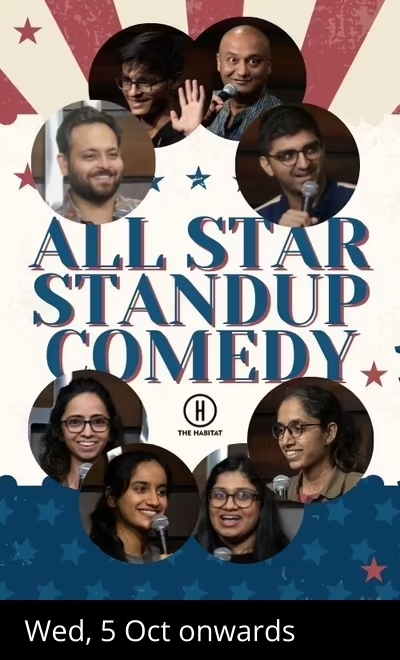 ALL STAR
STANDUP
COMEDY
H
THE HABITAT
Wed, 5 Oct onwards